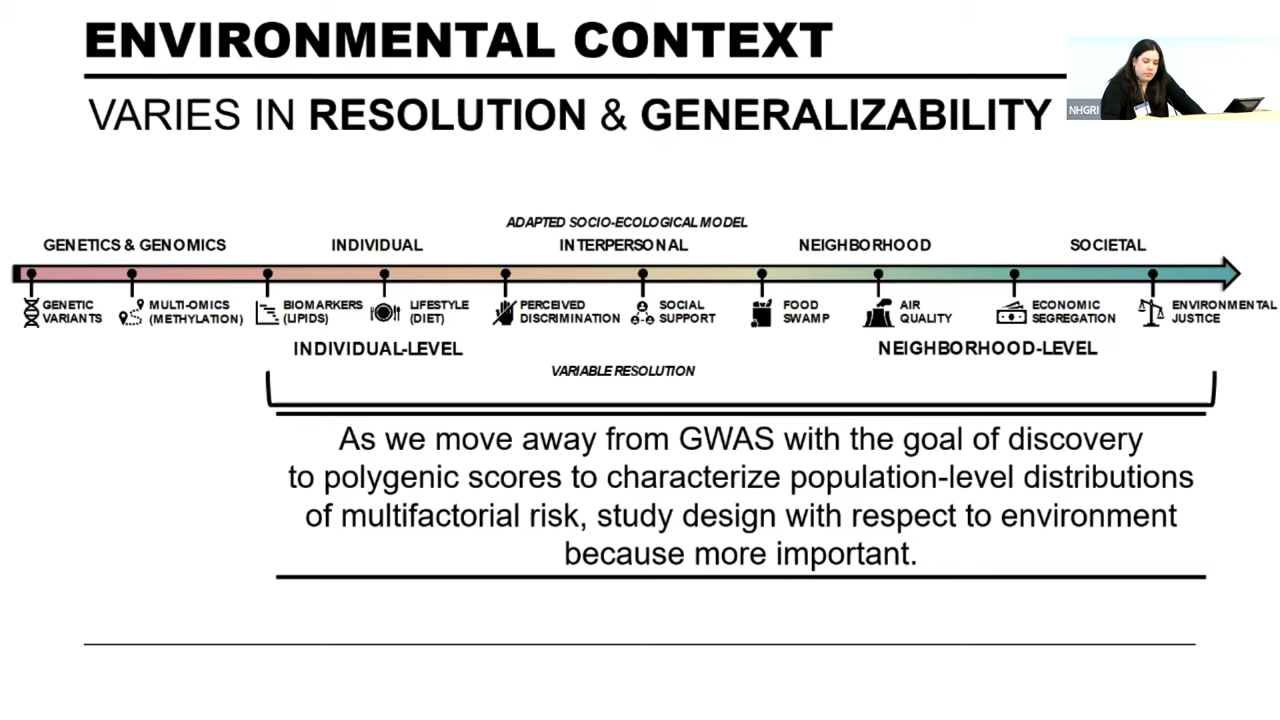 ENVIRONMENTAL CONTEXT
VARIES IN RESOLUTION & GENERALIZABILITY
NHGRI
ADAPTED SOCIO-ECOLOGICAL MODEL
GENETICS & GENOMICS INDIVIDUAL INTERPERSONAL NEIGHBORHOOD SOCIETAL
GENETIC MULTI-OMICS BIOMARKERS LIFESTYLE PERCEIVED SOCIAL FOOD AIR ECONOMIC ENVIRONMENTAL
VARIANTS (METHYLATION) (LIPIDS) (DIET) DISCRIMINATION SUPPORT SWAMP QUALITY SEGREGATION JUSTICE
INDIVIDUAL-LEVEL NEIGHBORHOOD-LEVEL
VARIABLE RESOLUTION
As we move away from GWAS with the goal of discovery
to polygenic scores to characterize population-level distributions
of multifactorial risk, study design with respect to environment
because more important.